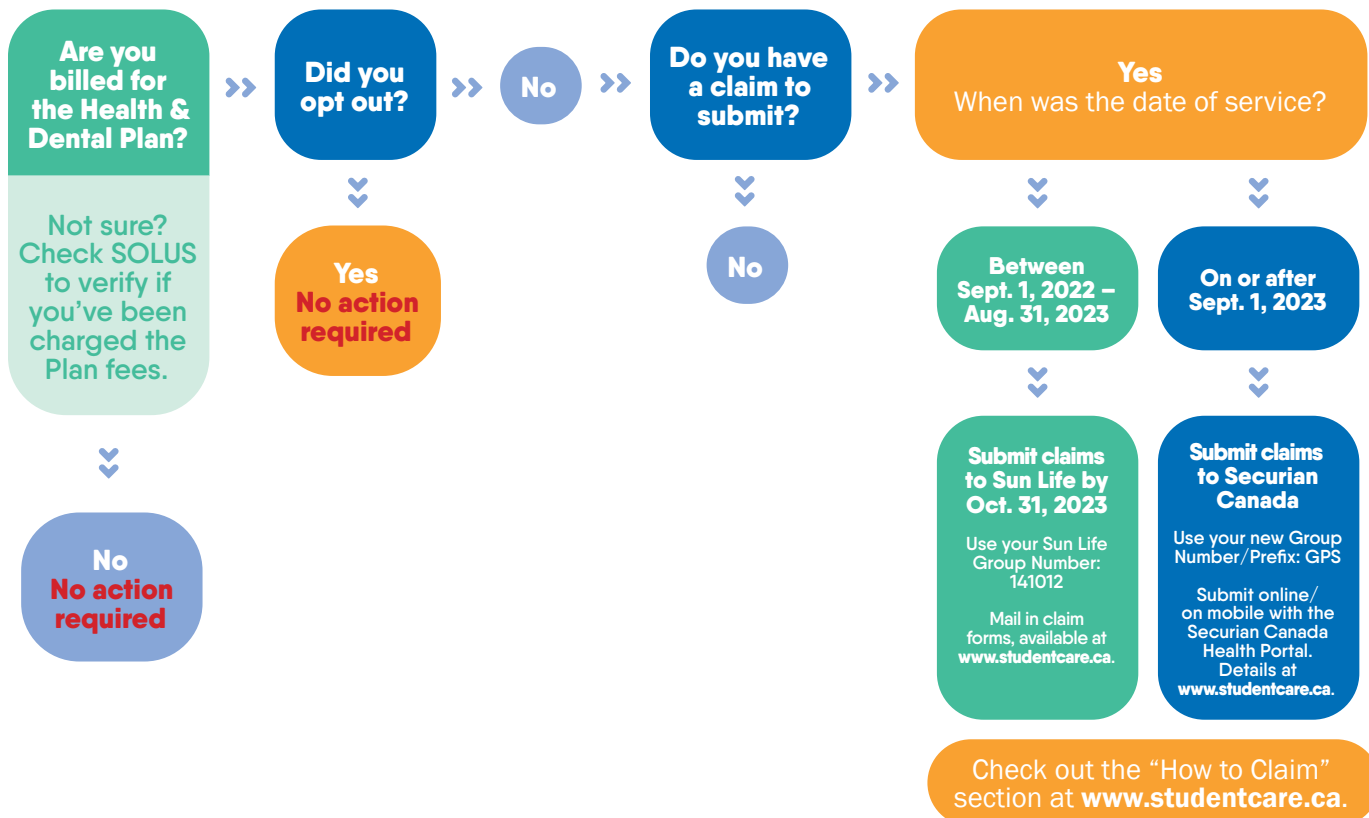 Are you
billed for
the Health &
Dental Plan?
Not sure?
Check SOLUS
to verify if
you've been
charged the
Plan fees.
No
No action
required
Did you
opt out?
Yes
No action
required
No
Do you have
a claim to
submit?
No
Yes
When was the date of service?
Between
Sept. 1, 2022 –
Aug. 31, 2023
Submit claims
to Sun Life by
Oct. 31, 2023
Use your Sun Life
Group Number:
141012
Mail in claim
forms, available at
www.studentcare.ca.
On or after
Sept. 1, 2023
Submit claims
to Securian
Canada
Use your new Group
Number/Prefix: GPS
Submit online/
on mobile with the
Securian Canada
Health Portal.
Details at
www.studentcare.ca.
Check out the “How to Claim”
section at www.studentcare.ca.